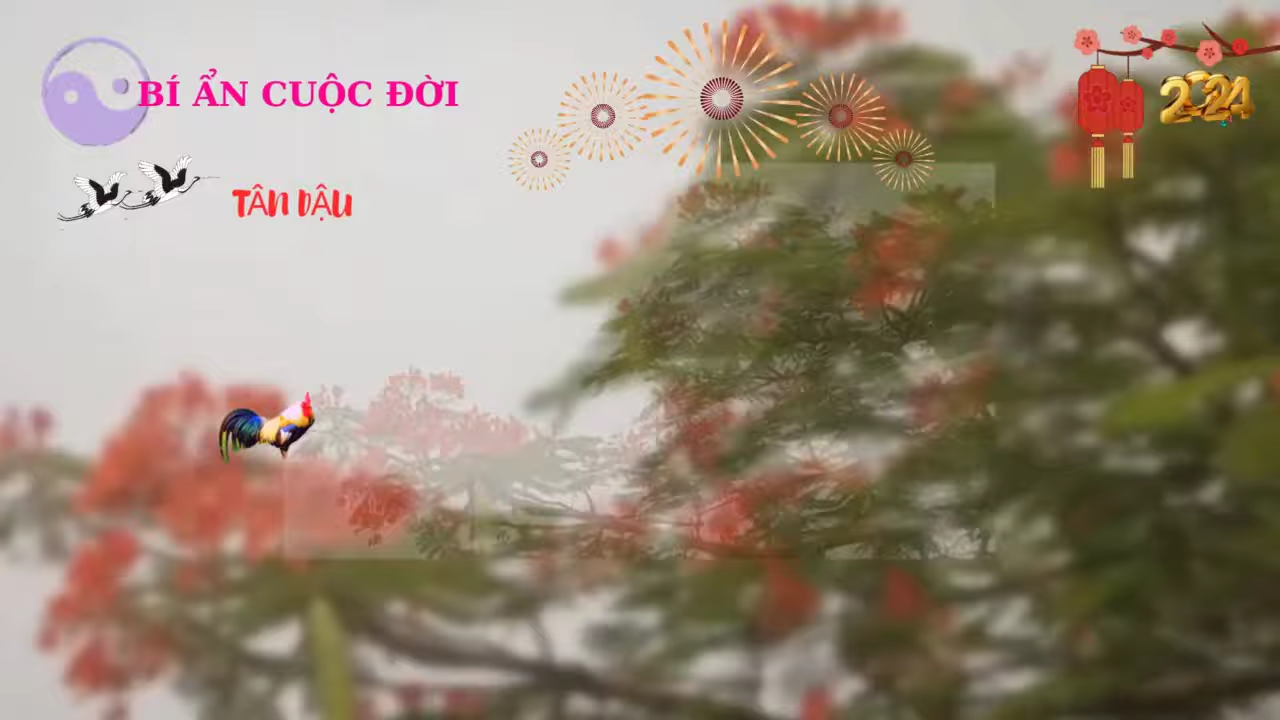 BÍ ẨN CUỘC ĐỜI
TÂN DẬU
2024